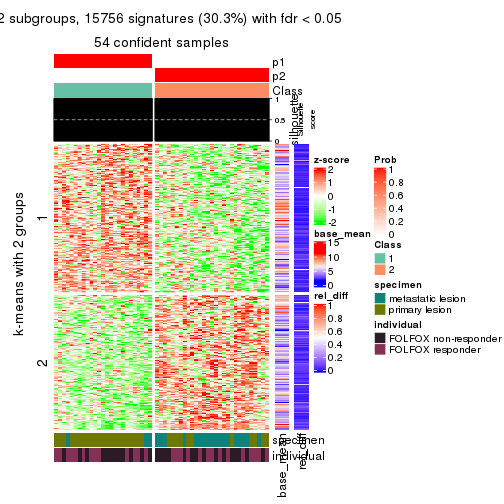 2 subgroups, 15756 signatures (30.3%) with fdr < 0.05
54 confident samples
p1
p2
Class
1
0.5
0
silhouette
silhouette
score
k-means with 2 groups
1
2
specimen
individual
base_mean
rel_diff
z-score
2
1
0
-1
-2
base_mean
15
10
5
0
rel_diff
1
0.8
0.6
0.4
0.2
0
Prob
1
0.8
0.6
0.4
0.2
0
Class
1
2
specimen
metastatic lesion
primary lesion
individual
FOLFOX non-responder
FOLFOX responder